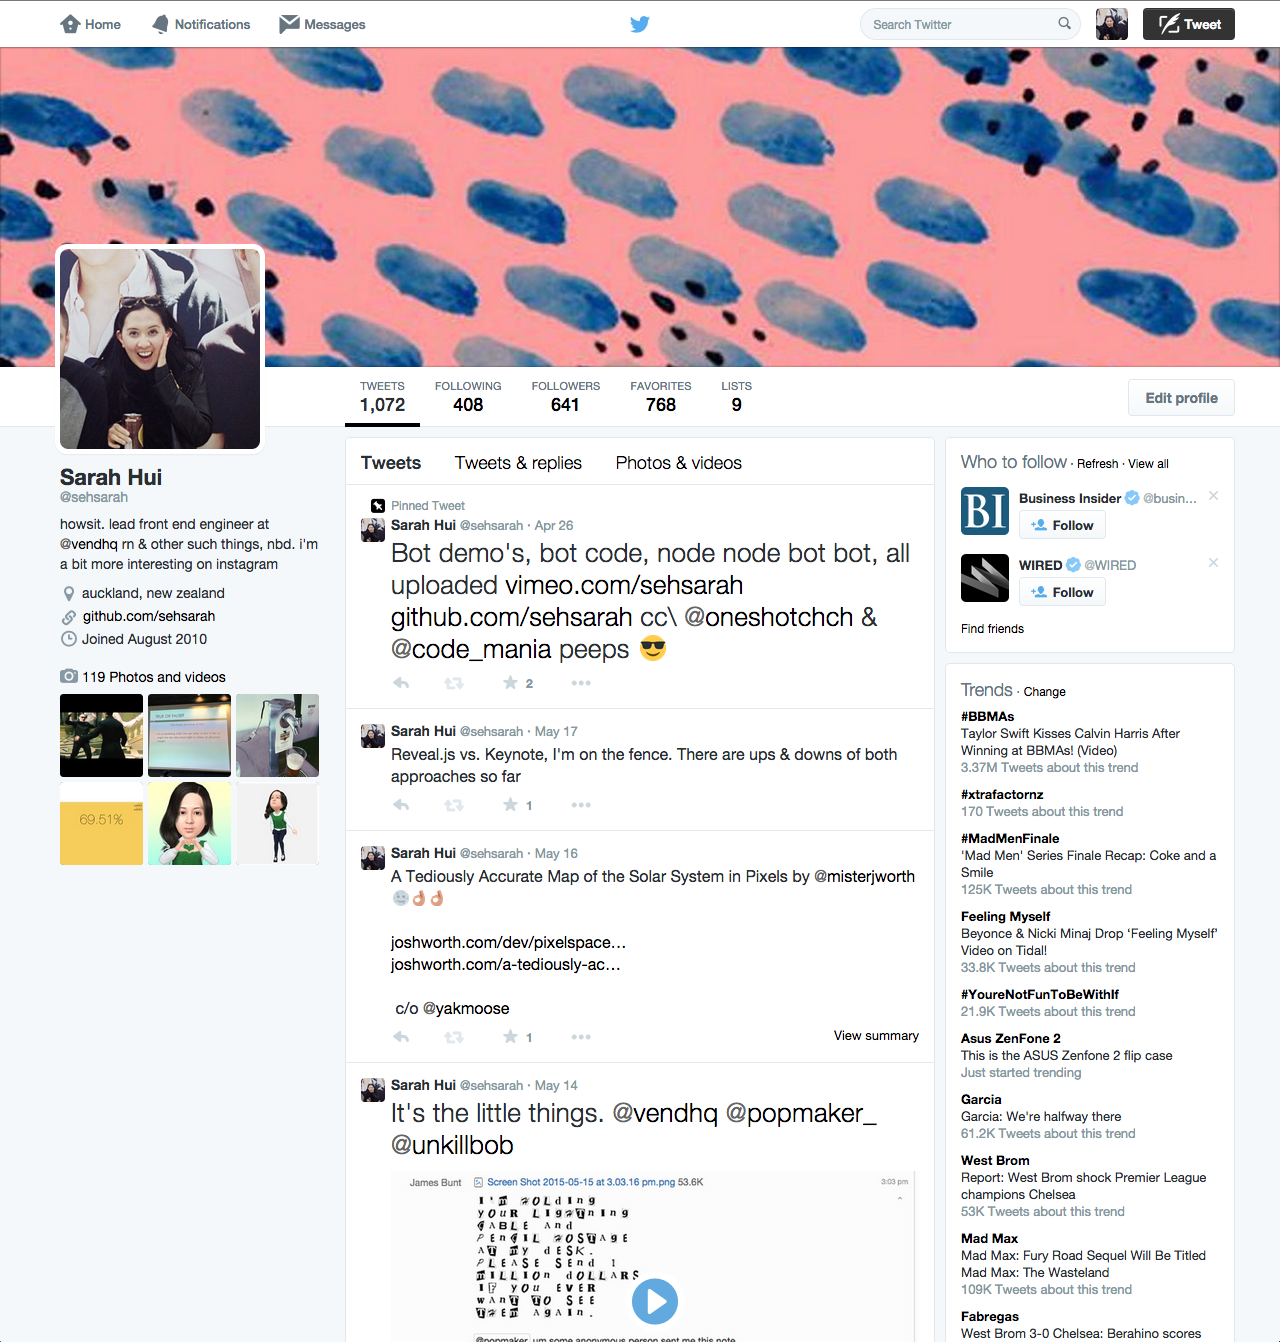 Home
Notifications
Messages
Search Twitter
Tweet
TWEETS
1,072
FOLLOWING
408
FOLLOWERS
641
FAVORITES
768
LISTS
9
Edit profile
Sarah Hui
@sehsarah
howsit. lead front end engineer at
@vendhq rn & other such things, nbd. i'm
a bit more interesting on instagram
auckland, new zealand
github.com/sehsarah
Joined August 2010
119 Photos and videos
69.51%
Tweets
Tweets & replies
Photos & videos
Pinned Tweet
Sarah Hui @sehsarah · Apr 26
Bot demo's, bot code, node node bot bot, all
uploaded vimeo.com/sehsarah
github.com/sehsarah cc\ @oneshotchch &
@code_mania peeps 😎
2
Sarah Hui @sehsarah · May 17
Reveal.js vs. Keynote, I'm on the fence. There are ups & downs of both
approaches so far
1
Sarah Hui @sehsarah · May 16
A Tediously Accurate Map of the Solar System in Pixels by @misterjworth
🌚👌👌
joshworth.com/dev/pixelspace…
joshworth.com/a-tediously-ac…
c/o @yakmoose
1
View summary
Sarah Hui @sehsarah · May 14
It's the little things. @vendhq @popmaker_
@unkillbob
James Bunt
Screen Shot 2015-05-15 at 3.03.16 pm.png 53.6K
3:03 pm
I'm HOLding
yOUR LIGHTNIng
CABLE And
PENCIL HOSTAGE
AT my dESK.
PLEASE SEnd 1
mILLIOn dOLLARS
IF yOU EVER
wANT TO SEE
THEM AGAIN.
@popmaker um some anonymous person sent me this note
Who to follow · Refresh · View all
Business Insider @busin...
Follow
WIRED @WIRED
Follow
Find friends
BI
Trends · Change
#BBMAs
Taylor Swift Kisses Calvin Harris After
Winning at BBMAs! (Video)
3.37M Tweets about this trend
#xtrafactornz
170 Tweets about this trend
#MadMenFinale
'Mad Men' Series Finale Recap: Coke and a
Smile
125K Tweets about this trend
Feeling Myself
Beyonce & Nicki Minaj Drop ‘Feeling Myself’
Video on Tidal!
33.8K Tweets about this trend
#YoureNotFunToBeWithIf
21.9K Tweets about this trend
Asus ZenFone 2
This is the ASUS Zenfone 2 flip case
Just started trending
Garcia
Garcia: We're halfway there
61.2K Tweets about this trend
West Brom
Report: West Brom shock Premier League
champions Chelsea
53K Tweets about this trend
Mad Max
Mad Max: Fury Road Sequel Will Be Titled
Mad Max: The Wasteland
109K Tweets about this trend
Fabregas
West Brom 3-0 Chelsea: Berahino scores